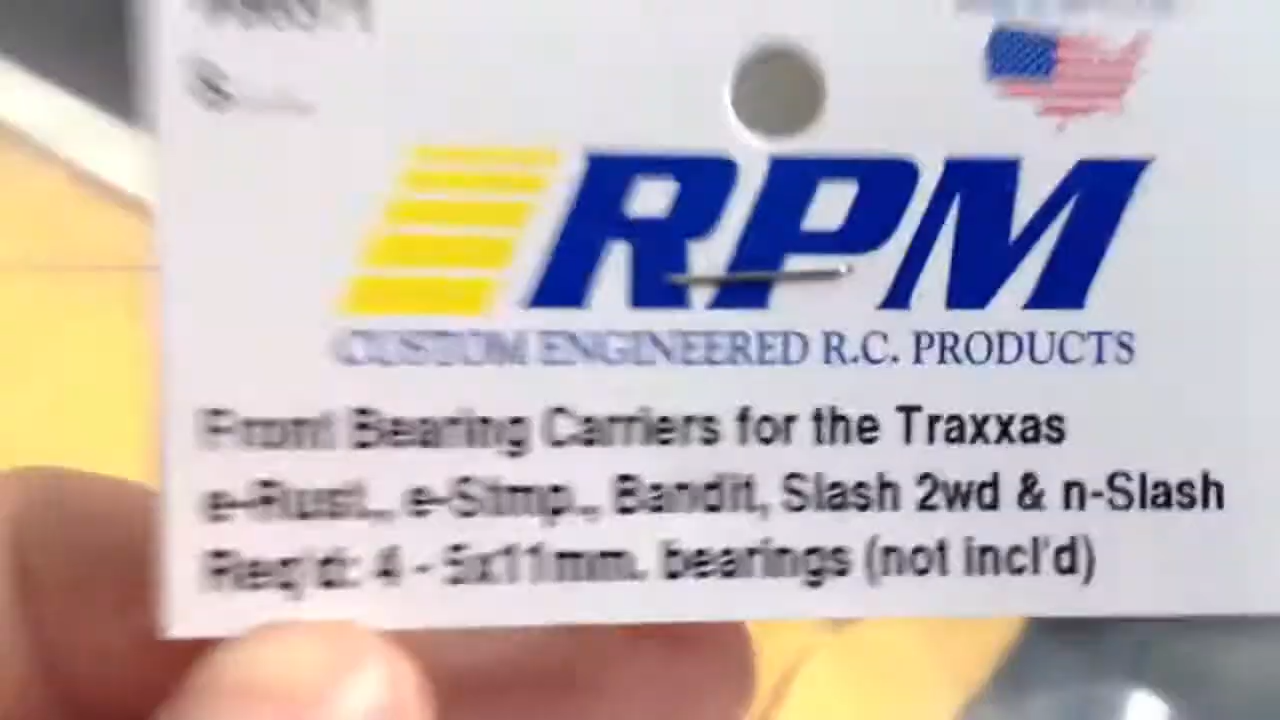 RPM
CUSTOM ENGINEERED R.C. PRODUCTS
Front Bearing Carriers for the Traxxas
e-Rust., e-Stmp., Bandit, Slash 2wd & n-Slash
Req'd: 4 - 5x11mm. bearings (not incl'd)